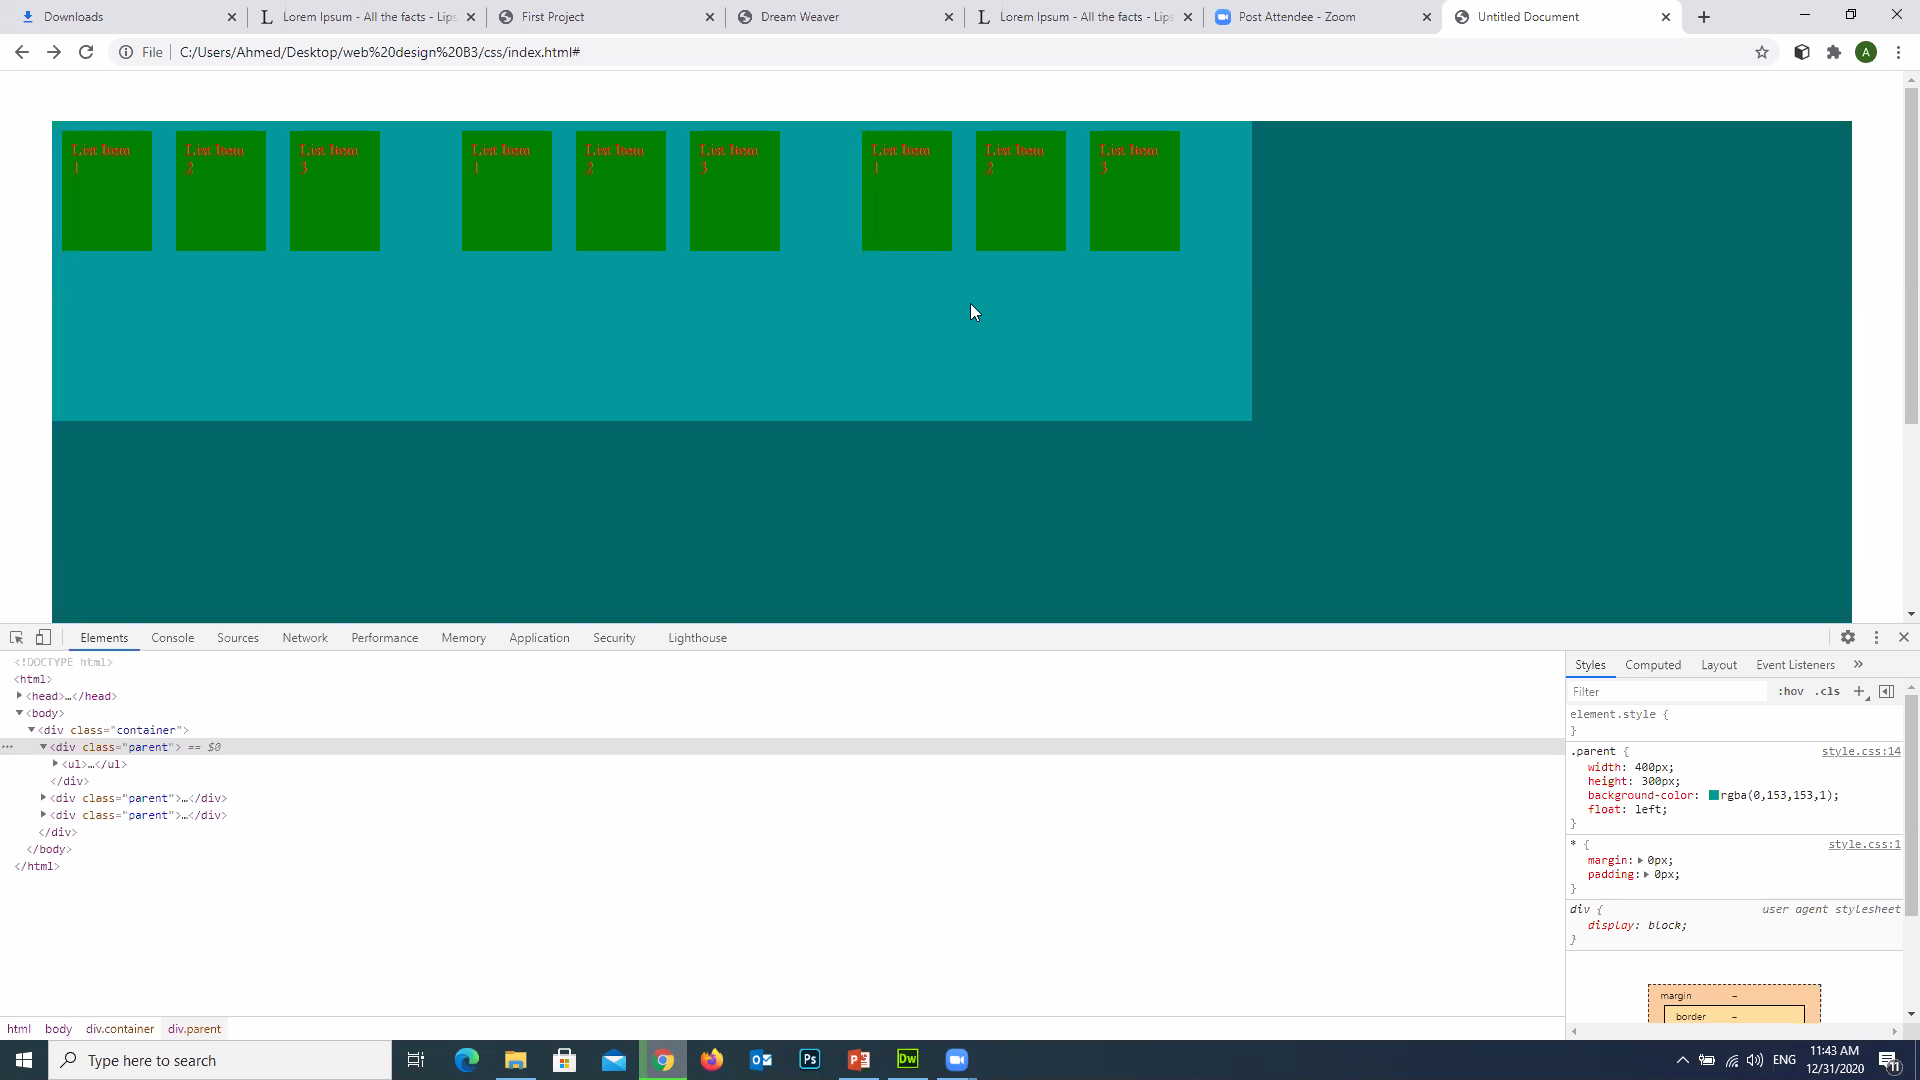 Downloads
Lorem Ipsum - All the facts - Lips
First Project
Dream Weaver
Lorem Ipsum - All the facts - Lips
Post Attendee - Zoom
Untitled Document
File C:/Users/Ahmed/Desktop/web%20design%20B3/css/index.html#
A
List Item 1
List Item 2
List Item 3
List Item 1
List Item 2
List Item 3
List Item 1
List Item 2
List Item 3
Elements Console Sources Network Performance Memory Application Security Lighthouse
<!DOCTYPE html>
<html>
<head>…</head>
<body>
<div class="container">
<div class="parent"> == $0
<ul>…</ul>
</div>
<div class="parent">…</div>
<div class="parent">…</div>
</div>
</body>
</html>
html body div.container div.parent
Styles Computed Layout Event Listeners »
Filter :hov .cls +
element.style {
}
.parent { style.css:14
width: 400px;
height: 300px;
background-color: rgba(0,153,153,1);
float: left;
}
* { style.css:1
margin: 0px;
padding: 0px;
}
div { user agent stylesheet
display: block;
}
margin –
border –
Type here to search
Ps
Dw
ENG
11:43 AM
12/31/2020
11